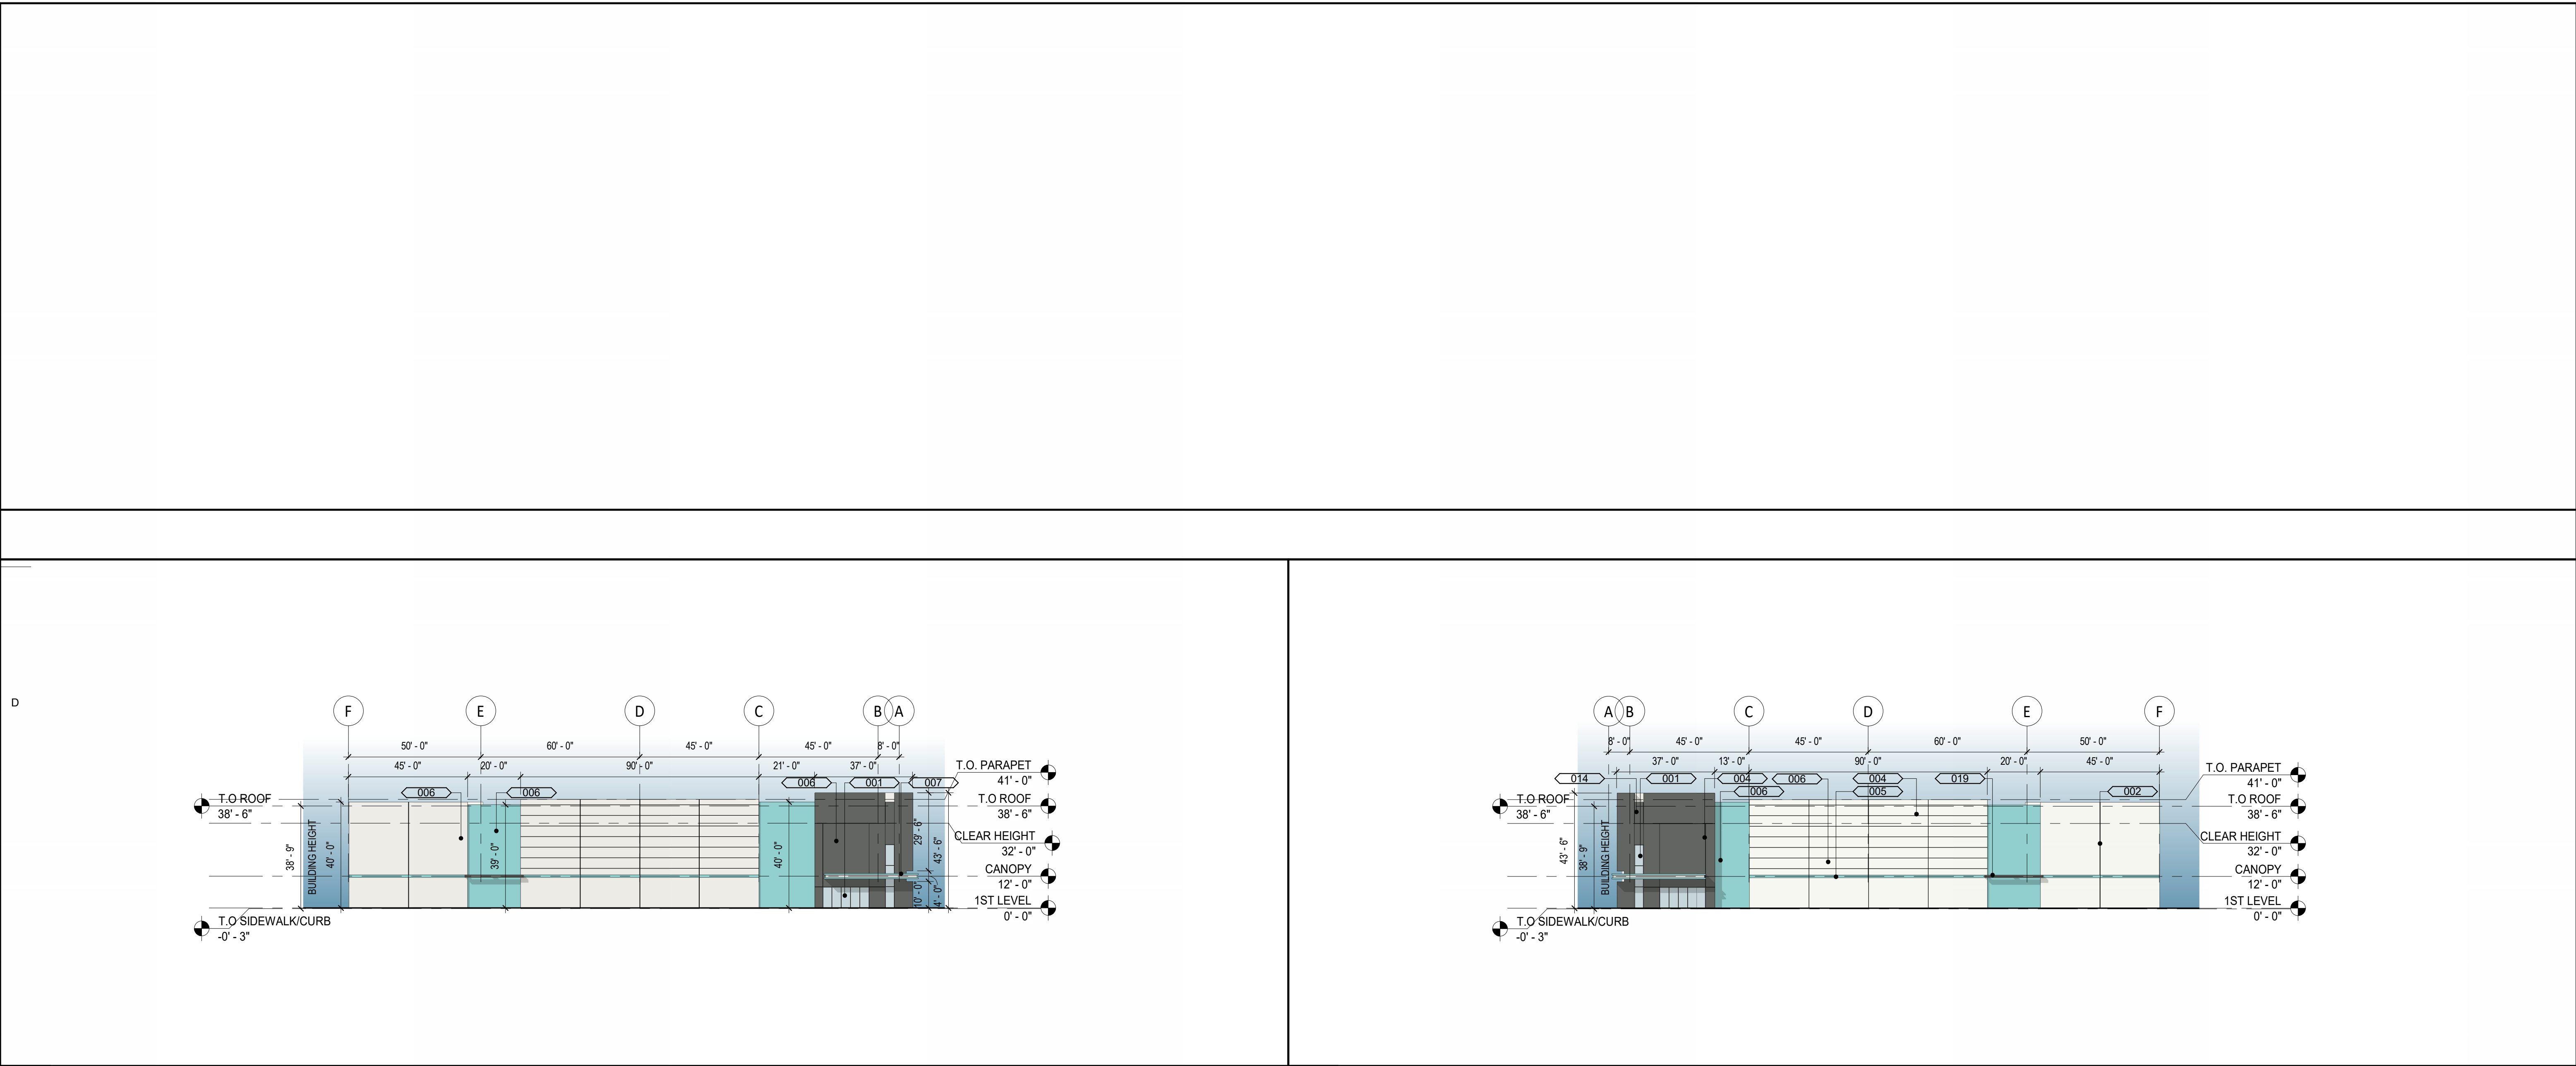 D
F E D C B A
50' - 0" 60' - 0" 45' - 0" 45' - 0" 8' - 0"
45' - 0" 20' - 0" 90' - 0" 21' - 0" 37' - 0"
006 001 007
006 006
T.O ROOF
38' - 6"
T.O SIDEWALK/CURB
-0' - 3"
38' - 9"
BUILDING HEIGHT
40' - 0"
39' - 0"
40' - 0"
29' - 6"
10' - 0"
43' - 6"
4' - 0"
T.O. PARAPET
41' - 0"
T.O ROOF
38' - 6"
CLEAR HEIGHT
32' - 0"
CANOPY
12' - 0"
1ST LEVEL
0' - 0"
A B C D E F
8' - 0" 45' - 0" 45' - 0" 60' - 0" 50' - 0"
37' - 0" 13' - 0" 90' - 0" 20' - 0" 45' - 0"
014 001 004 006 004 019
006 005 002
T.O ROOF
38' - 6"
T.O SIDEWALK/CURB
-0' - 3"
43' - 6"
38' - 9"
BUILDING HEIGHT
T.O. PARAPET
41' - 0"
T.O ROOF
38' - 6"
CLEAR HEIGHT
32' - 0"
CANOPY
12' - 0"
1ST LEVEL
0' - 0"